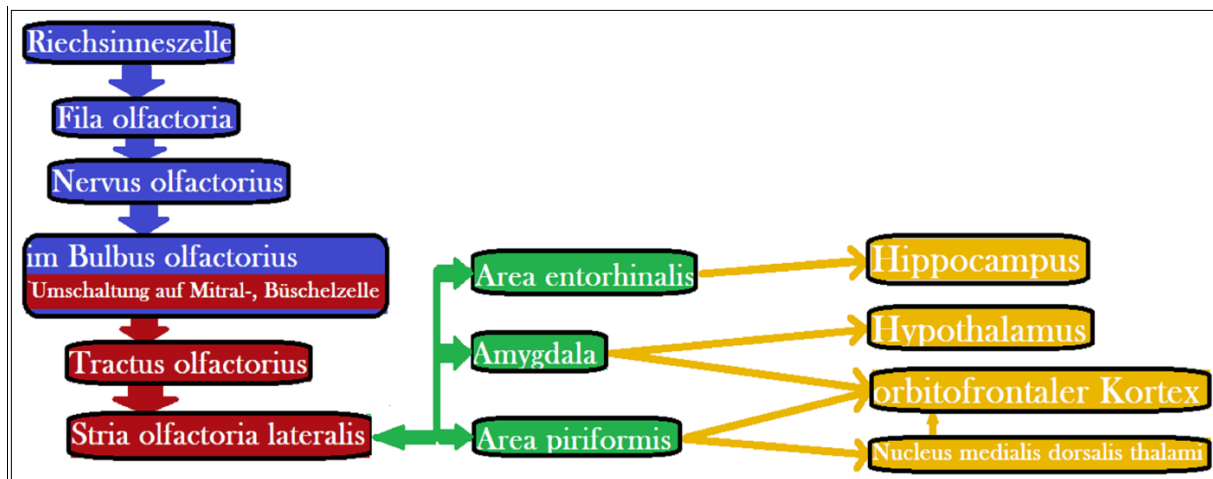 Riechsinneszelle
Fila olfactoria
Nervus olfactorius
im Bulbus olfactorius
Umschaltung auf Mitral-, Büschelzelle
Tractus olfactorius
Stria olfactoria lateralis
Area entorhinalis
Amygdala
Area piriformis
Hippocampus
Hypothalamus
orbitofrontaler Kortex
Nucleus medialis dorsalis thalami